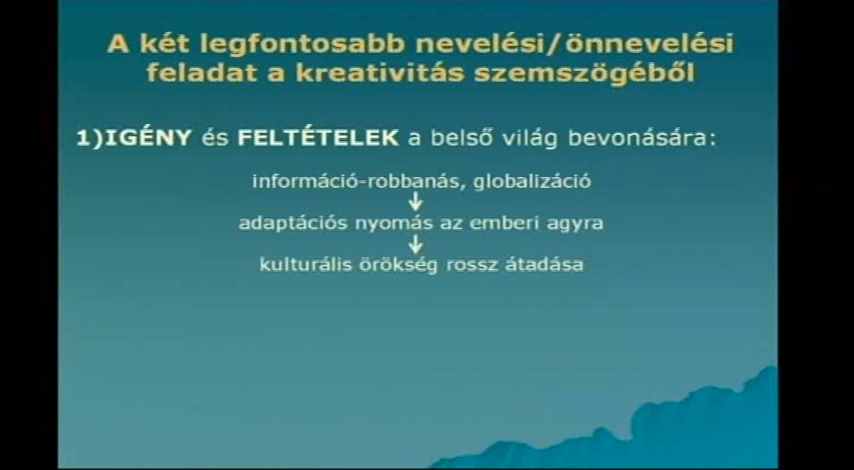 A két legfontosabb nevelési/önnevelési
feladat a kreativitás szemszögéből
1)IGÉNY és FELTÉTELEK a belső világ bevonására:
információ-robbanás, globalizáció
adaptációs nyomás az emberi agyra
kulturális örökség rossz átadása